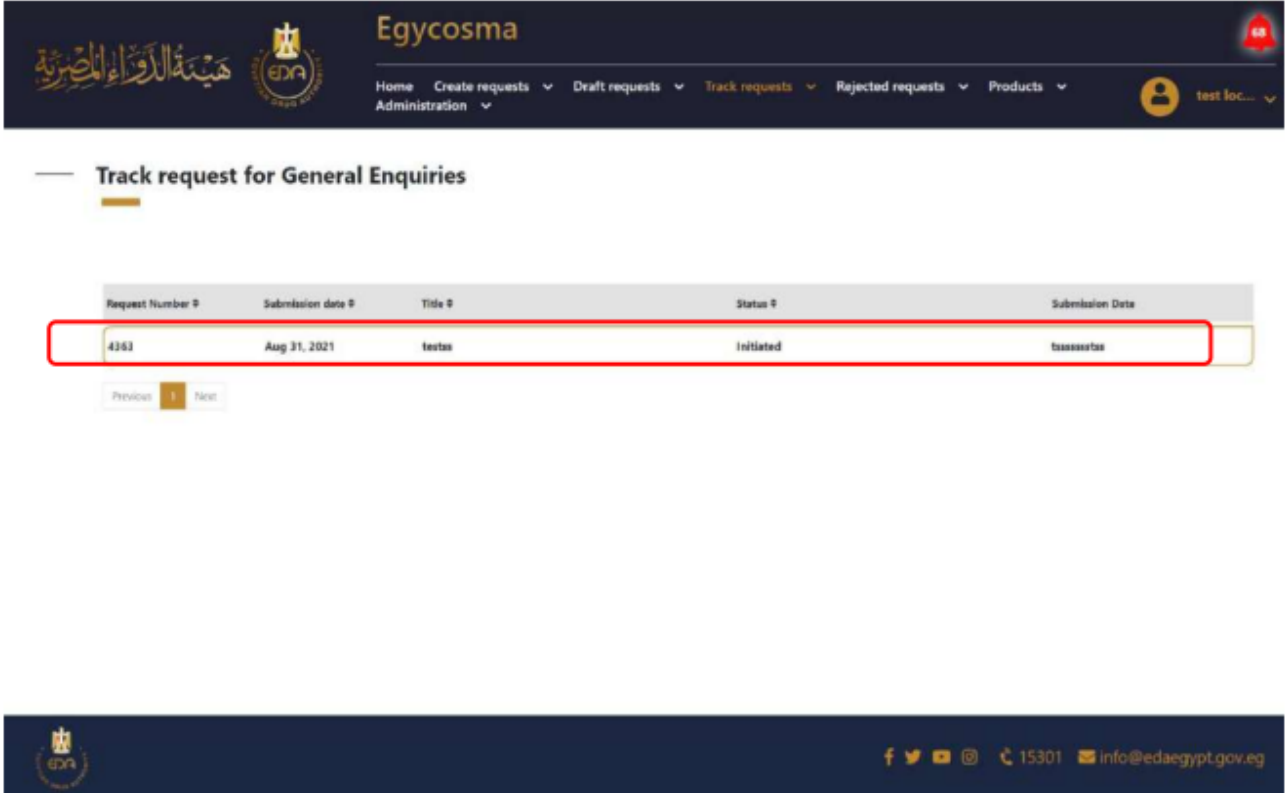 Egycosma
68
هيئة الدواء المصرية
EDA
Home Create requests Draft requests Track requests Rejected requests Products
Administration
test loc...
Track request for General Enquiries
Request Number Submission date Title Status Submission Date
4363 Aug 31, 2021 testss Initiated
Previous 1 Next
EDA
15301 info@edaegypt.gov.eg